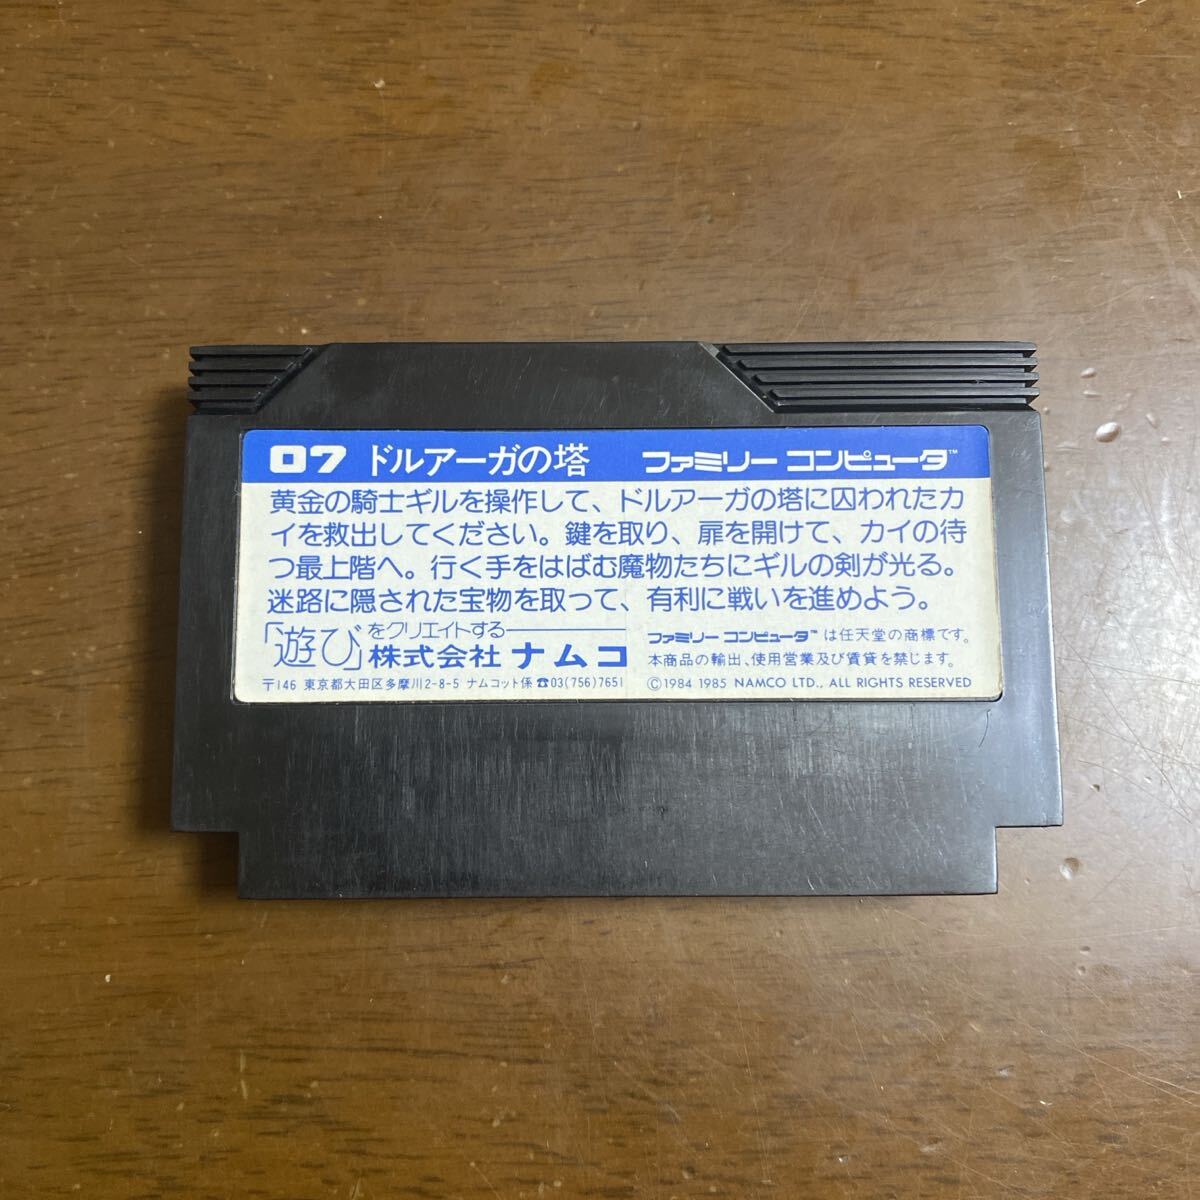 07 ドルアーガの塔 ファミリー コンピュータ™
黄金の騎士ギルを操作して、ドルアーガの塔に囚われたカ
イを救出してください。鍵を取り、扉を開けて、カイの待
つ最上階へ。行く手をはばむ魔物たちにギルの剣が光る。
迷路に隠された宝物を取って、有利に戦いを進めよう。
「遊び」をクリエイトする
株式会社 ナムコ
〒146 東京都大田区多摩川2-8-5 ナムコット係 ☎03(756)7651
ファミリー コンピュータ™ は任天堂の商標です。
本商品の輸出、使用営業及び賃貸を禁じます。
©1984 1985 NAMCO LTD., ALL RIGHTS RESERVED